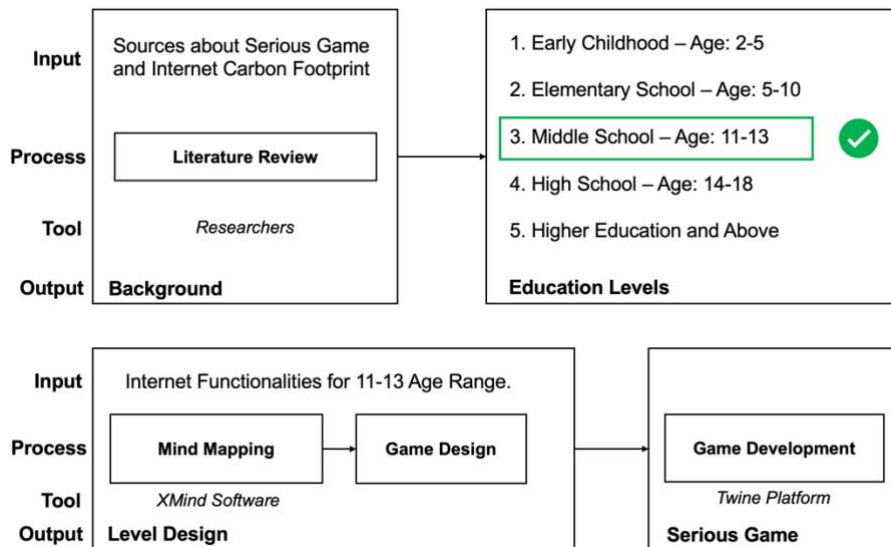 Input
Sources about Serious Game
and Internet Carbon Footprint
Process
Literature Review
Tool
Researchers
Output
Background
1. Early Childhood – Age: 2-5
2. Elementary School – Age: 5-10
3. Middle School – Age: 11-13
4. High School – Age: 14-18
5. Higher Education and Above
Education Levels
Input
Internet Functionalities for 11-13 Age Range.
Process
Mind Mapping
Game Design
Tool
XMind Software
Output
Level Design
Game Development
Twine Platform
Serious Game